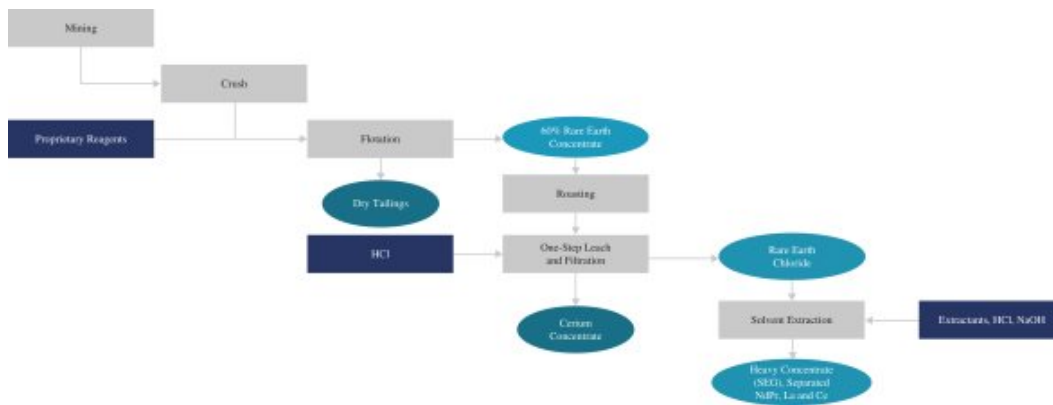 Mining
Crush
Proprietary Reagents
Flotation
60% Rare Earth
Concentrate
Dry Tailings
Roasting
HCl
One-Step Leach
and Filtration
Rare Earth
Chloride
Cerium
Concentrate
Solvent Extraction
Extractants, HCl, NaOH
Heavy Concentrate
(SEG), Separated
NdPr, La and Ce